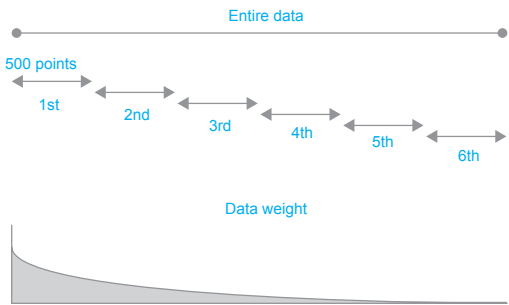 Entire data
500 points
1st
2nd
3rd
4th
5th
6th
Data weight